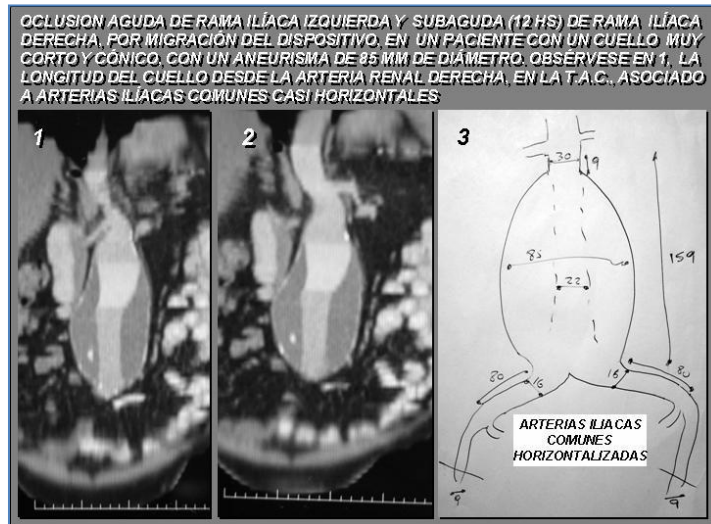 OCLUSION AGUDA DE RAMA ILÍACA IZQUIERDA Y SUBAGUDA (12 HS) DE RAMA ILÍACA
DERECHA, POR MIGRACIÓN DEL DISPOSITIVO, EN UN PACIENTE CON UN CUELLO MUY
CORTO Y CÓNICO, CON UN ANEURISMA DE 85 MM DE DIÁMETRO. OBSÉRVESE EN 1, LA
LONGITUD DEL CUELLO DESDE LA ARTERIA RENAL DERECHA, EN LA T.A.C., ASOCIADO
A ARTERIAS ILÍACAS COMUNES CASI HORIZONTALES
1
2
3
30
9
85
159
22
16
16
80
ARTERIAS ILIACAS
COMUNES
HORIZONTALIZADAS
9
9